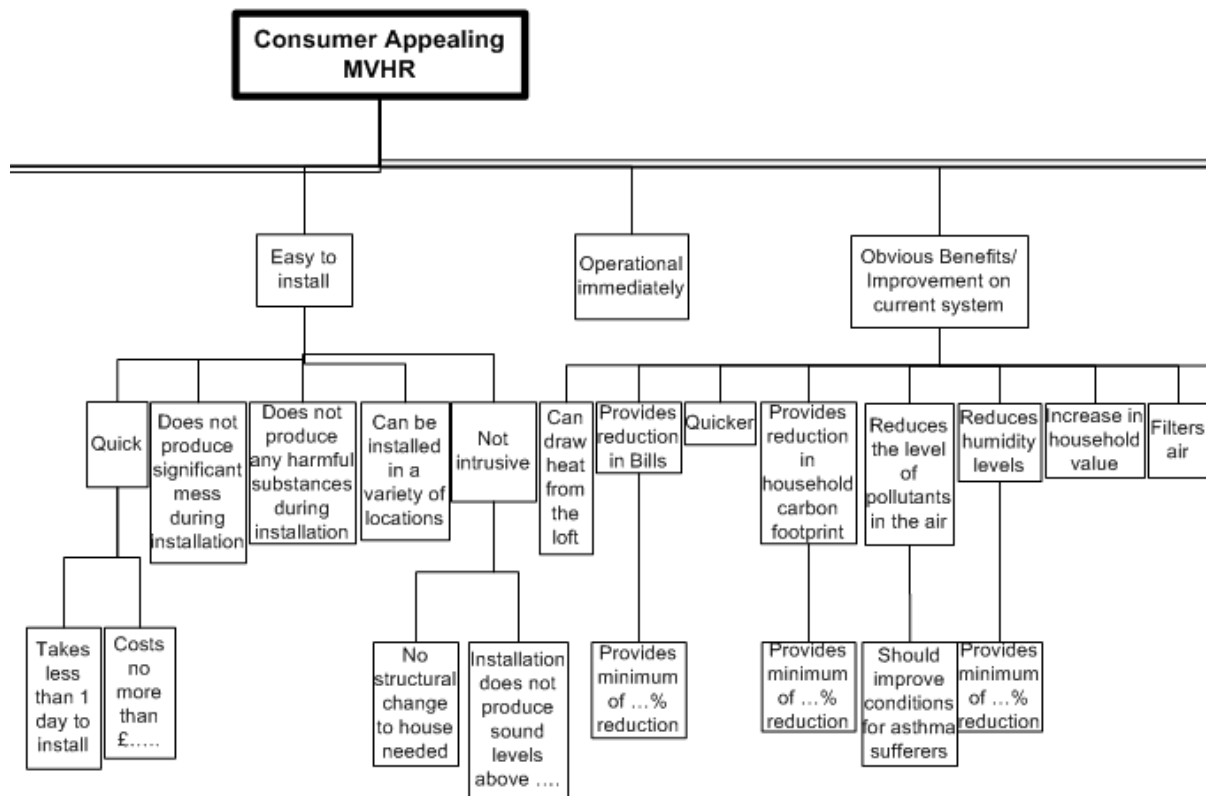 Consumer Appealing
MVHR
Easy to
install
Operational
immediately
Obvious Benefits/
Improvement on
current system
Quick
Does not
produce
significant
mess
during
installation
Does not
produce
any harmful
substances
during
installation
Can be
installed
in a
variety of
locations
Not
intrusive
Can
draw
heat
from
the
loft
Provides
reduction
in Bills
Quicker
Provides
reduction
in
household
carbon
footprint
Reduces
the level
of
pollutants
in the air
Reduces
humidity
levels
Increase in
household
value
Filters
air
Takes
less
than 1
day to
install
Costs
no
more
than
£.....
No
structural
change
to house
needed
Installation
does not
produce
sound
levels
above ....
Provides
minimum
of ...%
reduction
Provides
minimum
of ...%
reduction
Should
improve
conditions
for asthma
sufferers
Provides
minimum
of ...%
reduction